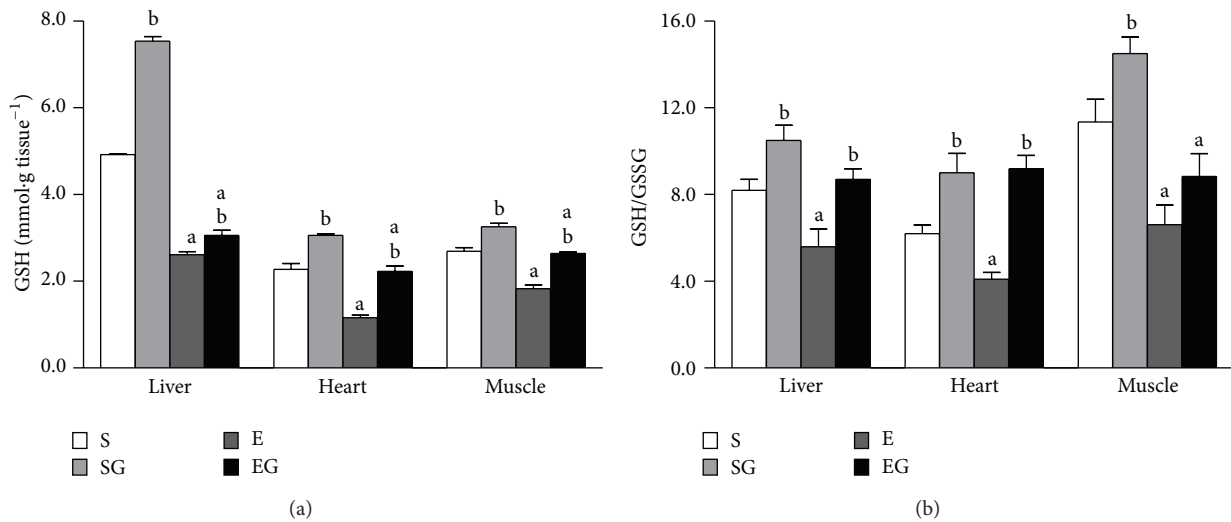 8.0
6.0
4.0
2.0
0.0
GSH (mmol·g tissue⁻¹)
b
a
a
b
b
a
a
b
b
a
a
b
Liver Heart Muscle
S E
SG EG
(a)
16.0
12.0
8.0
4.0
0.0
GSH/GSSG
b
a
b
b
a
b
b
a
a
Liver Heart Muscle
S E
SG EG
(b)